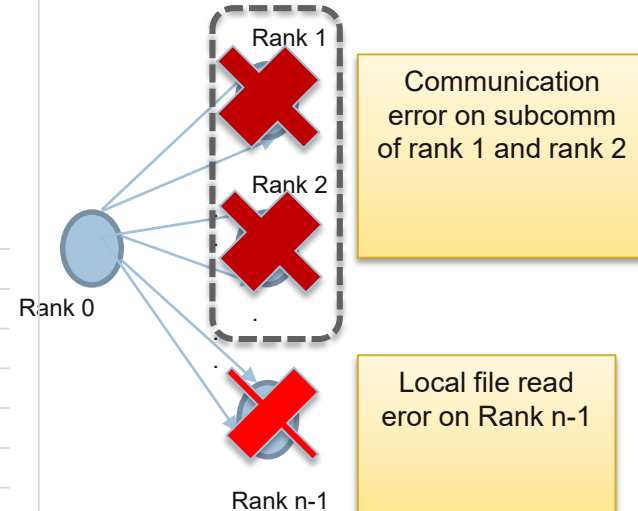 Rank 1
Communication
error on subcomm
of rank 1 and rank 2
Rank 2
.
.
.
Rank 0
.
.
Local file read
eror on Rank n-1
Rank n-1